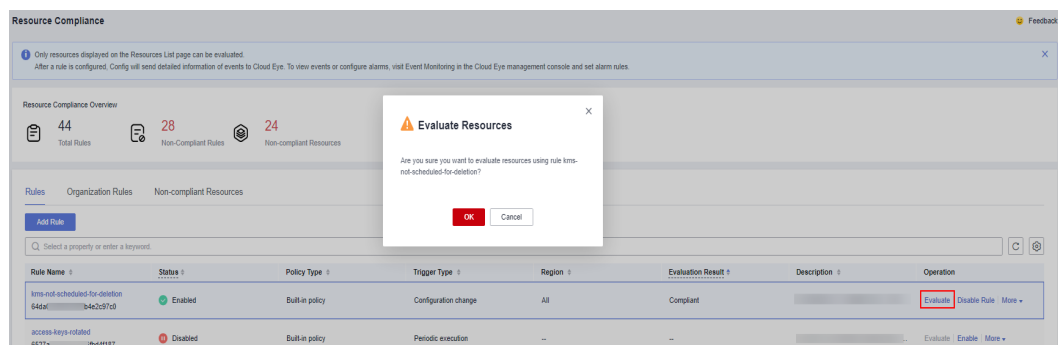 Resource Compliance
Feedback
Only resources displayed on the Resources List page can be evaluated.
After a rule is configured, Config will send detailed information of events to Cloud Eye. To view events or configure alarms, visit Event Monitoring in the Cloud Eye management console and set alarm rules.
Resource Compliance Overview
44
Total Rules
28
Non-Compliant Rules
24
Non-compliant Resources
Evaluate Resources
Are you sure you want to evaluate resources using rule kms-
not-scheduled-for-deletion?
OK Cancel
Rules Organization Rules Non-compliant Resources
Add Rule
Select a property or enter a keyword.
Rule Name Status Policy Type Trigger Type Region Evaluation Result Description Operation
kms-not-scheduled-for-deletion
64da b4e2c97c0
Enabled Built-in policy Configuration change All Compliant Evaluate Disable Rule More
access-keys-rotated
Disabled Built-in policy Periodic execution -- -- ... Evaluate Enable More